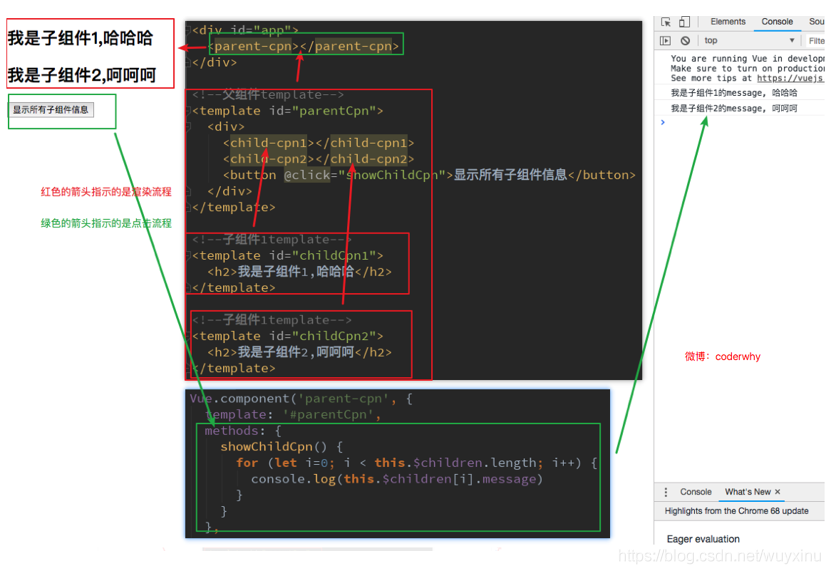 我是子组件1,哈哈哈
我是子组件2,呵呵呵
显示所有子组件信息
红色的箭头指示的是渲染流程
绿色的箭头指示的是点击流程
<div id="app">
<parent-cpn></parent-cpn>
</div>
<!--父组件template-->
<template id="parentCpn">
<div>
<child-cpn1></child-cpn1>
<child-cpn2></child-cpn2>
<button @click="showChildCpn">显示所有子组件信息</button>
</div>
</template>
<!--子组件1template-->
<template id="childCpn1">
<h2>我是子组件1,哈哈哈</h2>
</template>
<!--子组件1template-->
<template id="childCpn2">
<h2>我是子组件2,呵呵呵</h2>
</template>
Vue.component('parent-cpn', {
template: '#parentCpn',
methods: {
showChildCpn() {
for (let i=0; i < this.$children.length; i++) {
console.log(this.$children[i].message)
}
}
},
Elements Console Sou
top Filte
You are running Vue in develop
Make sure to turn on production
See more tips at https://vuejs
我是子组件1的message, 哈哈哈
我是子组件2的message, 呵呵呵
>
微博：coderwhy
Console What's New ×
Highlights from the Chrome 68 update
Eager evaluation
https://blog.csdn.net/wuyxinu